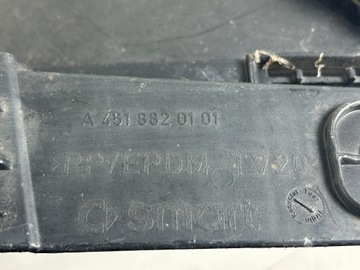 A 451 882 01 01
>PP/EPDM-TV20<
smart